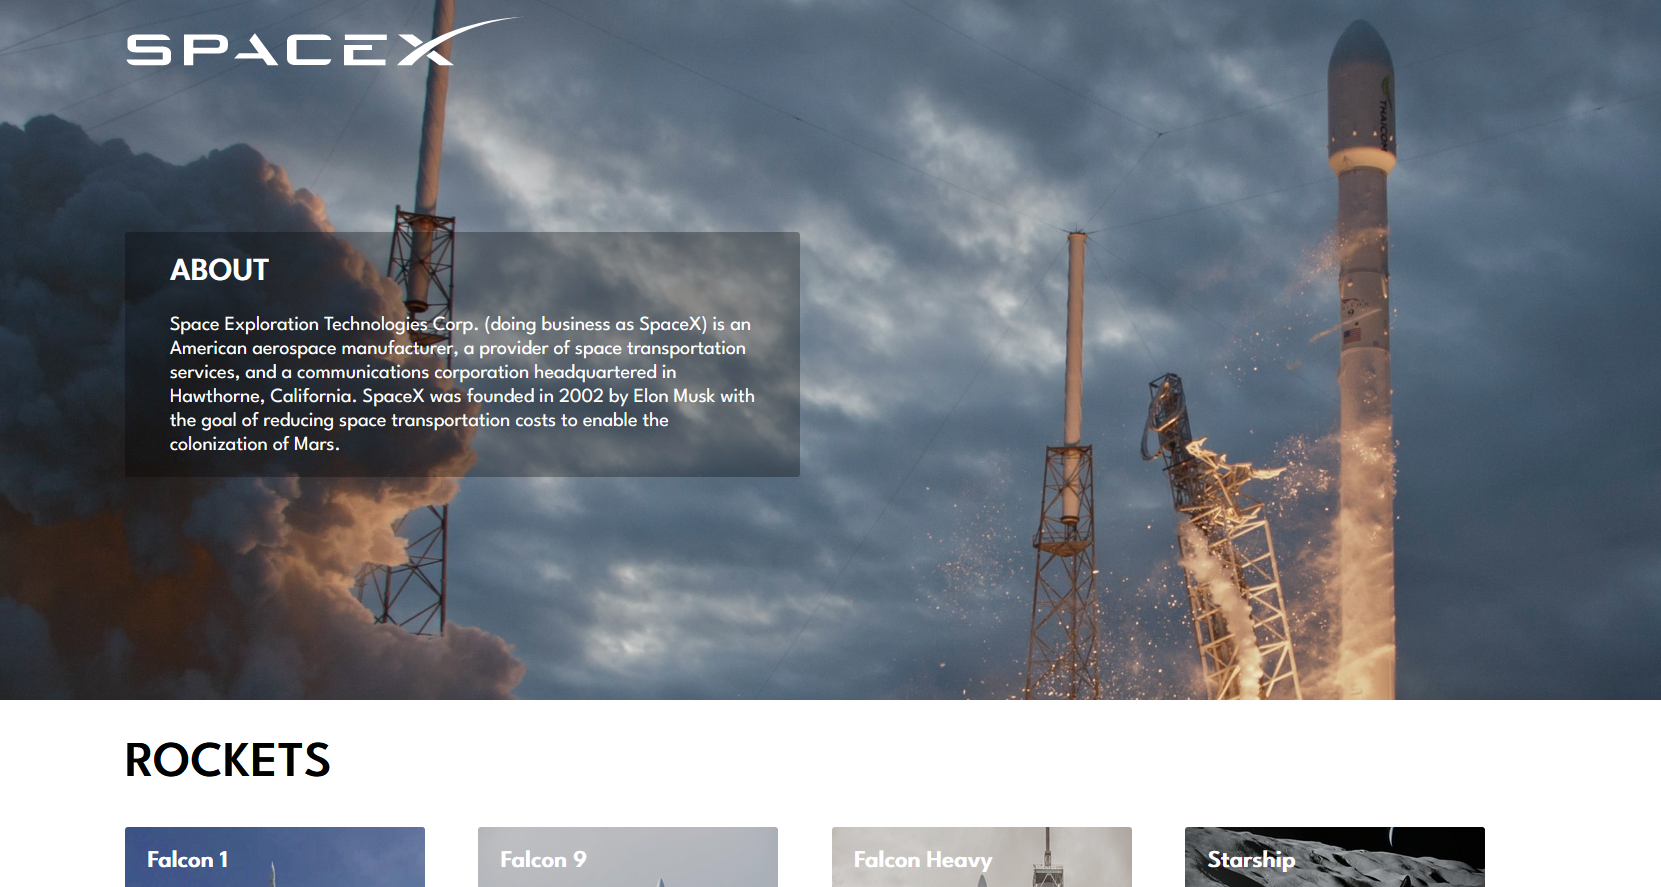 SPACEX
ABOUT
Space Exploration Technologies Corp. (doing business as SpaceX) is an
American aerospace manufacturer, a provider of space transportation
services, and a communications corporation headquartered in
Hawthorne, California. SpaceX was founded in 2002 by Elon Musk with
the goal of reducing space transportation costs to enable the
colonization of Mars.
THAICOM
ROCKETS
Falcon 1
Falcon 9
Falcon Heavy
Starship